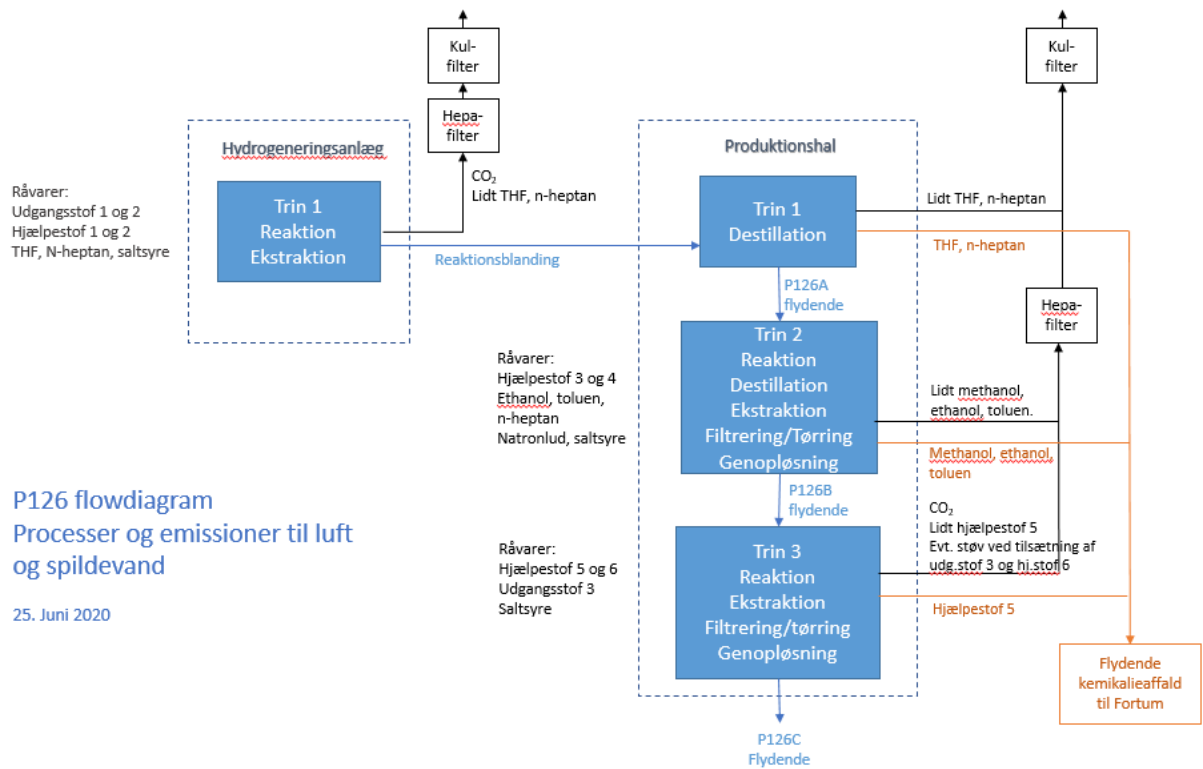 Kul-
filter
Hepa-
filter
Hydrogeneringsanlæg
Råvarer:
Udgangsstof 1 og 2
Hjælpestof 1 og 2
THF, N-heptan, saltsyre
Trin 1
Reaktion
Ekstraktion
CO₂
Lidt THF, n-heptan
Reaktionsblanding
Kul-
filter
Produktionshal
Trin 1
Destillation
Lidt THF, n-heptan
THF, n-heptan
P126A
flydende
Hepa-
filter
Råvarer:
Hjælpestof 3 og 4
Ethanol, toluen,
n-heptan
Natronlud, saltsyre
Trin 2
Reaktion
Destillation
Ekstraktion
Filtrering/Tørring
Genopløsning
Lidt methanol,
ethanol, toluen.
Methanol, ethanol,
toluen
P126B
flydende
P126 flowdiagram
Processer og emissioner til luft
og spildevand
25. Juni 2020
Råvarer:
Hjælpestof 5 og 6
Udgangsstof 3
Saltsyre
Trin 3
Reaktion
Ekstraktion
Filtrering/tørring
Genopløsning
CO₂
Lidt hjælpestof 5
Evt. støv ved tilsætning af
udg.stof 3 og hj.stof 6
Hjælpestof 5
Flydende
kemikalieaffald
til Fortum
P126C
Flydende